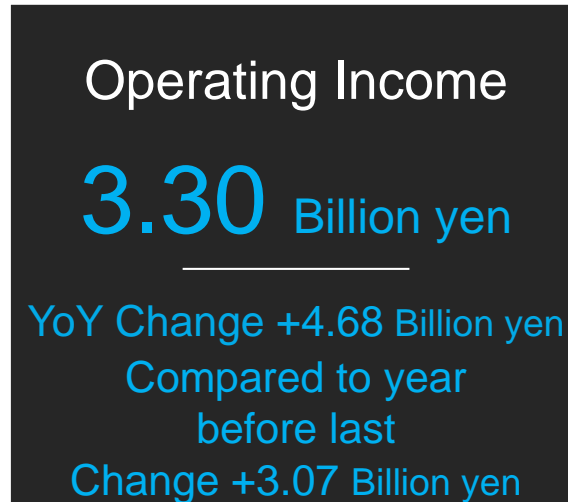 Operating Income
3.30 Billion yen
YoY Change +4.68 Billion yen
Compared to year
before last
Change +3.07 Billion yen